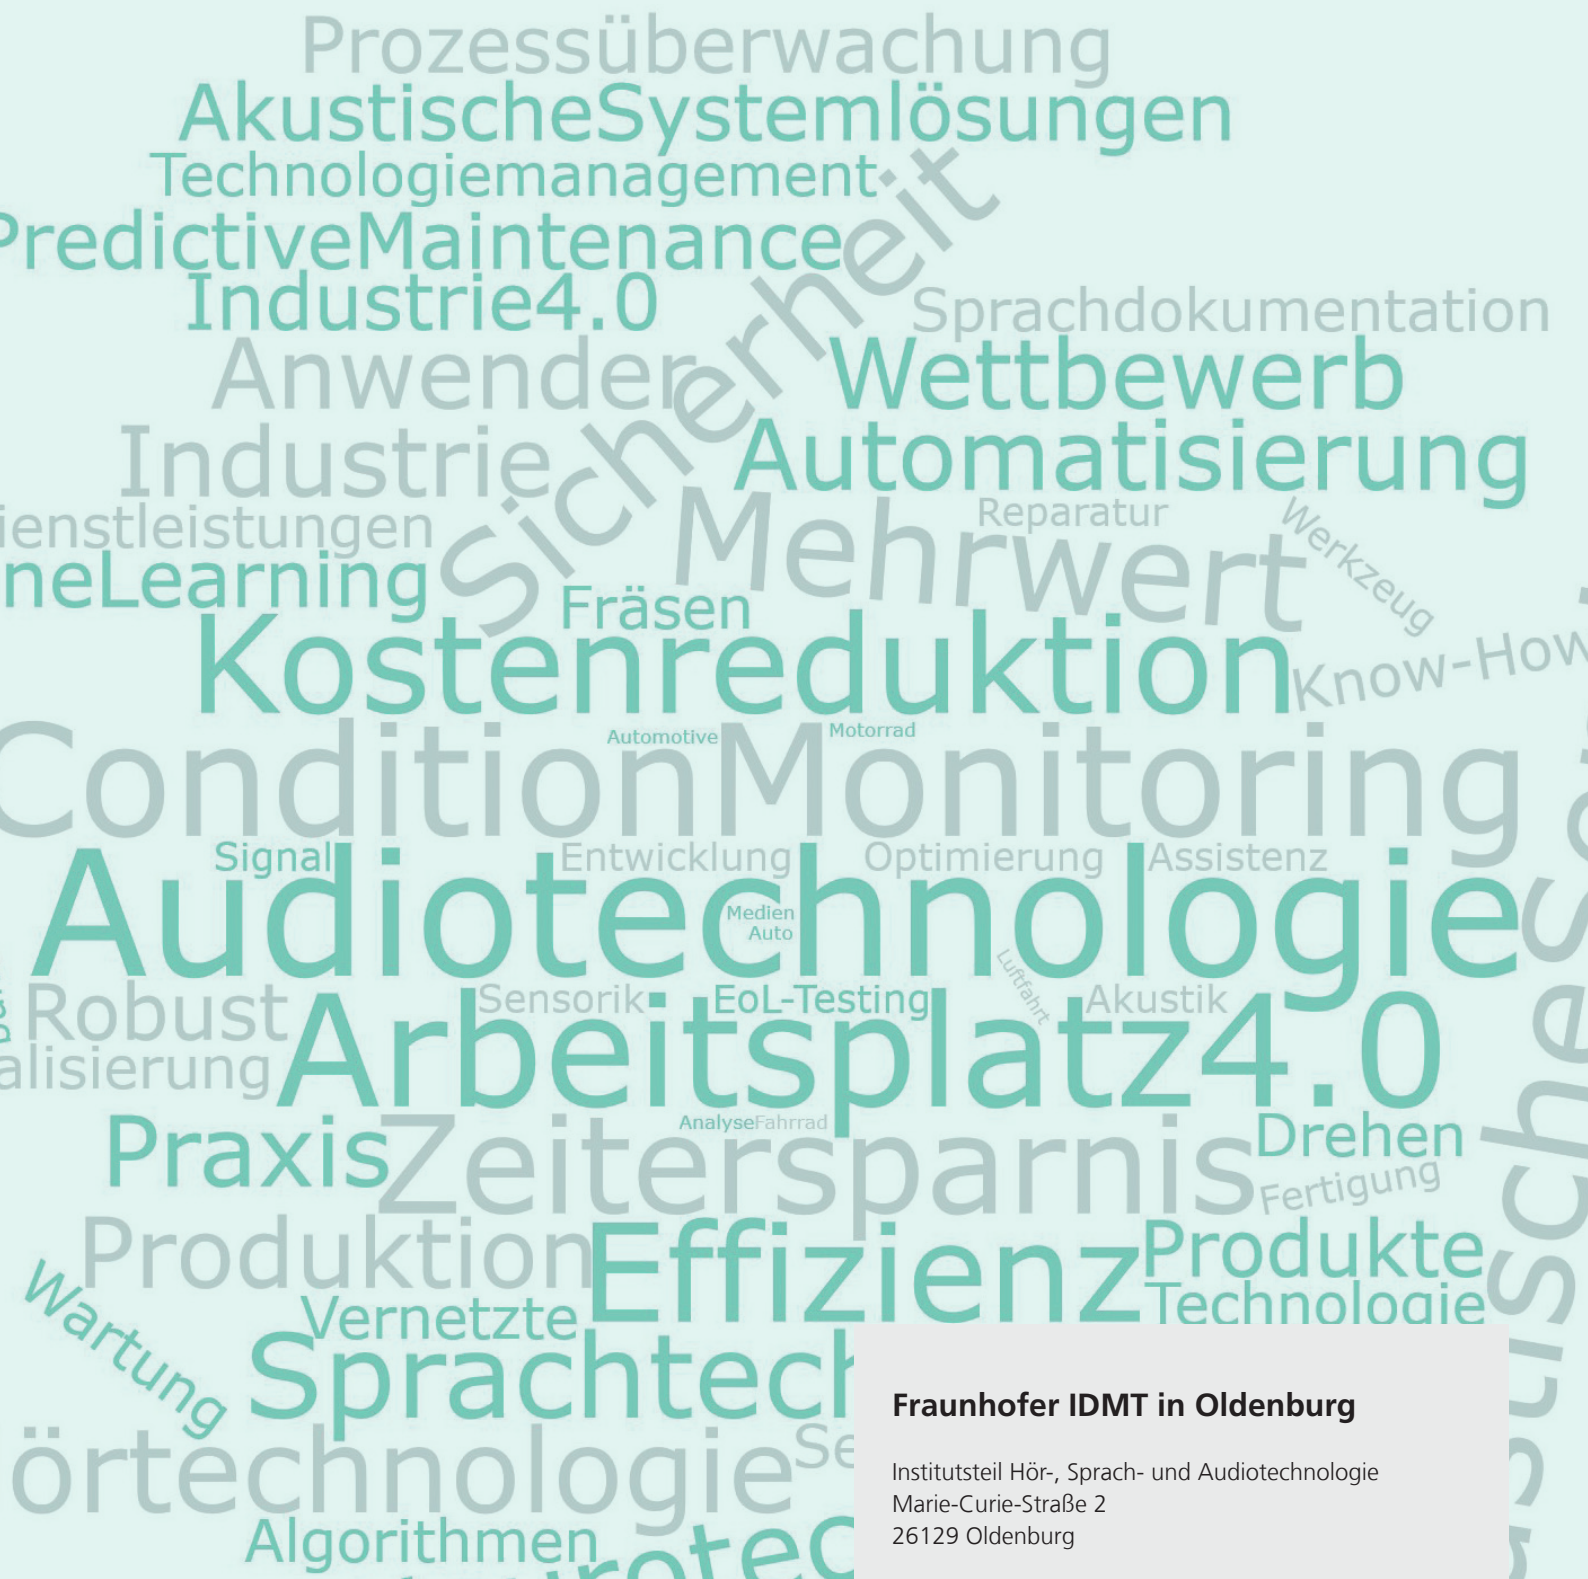 Prozessüberwachung
AkustischeSystemlösungen
Technologiemanagement
PredictiveMaintenance
Sicherheit
Industrie4.0
Sprachdokumentation
Anwender
Wettbewerb
Industrie
Automatisierung
ienstleistungen
Mehrwert
Reparatur
Werkzeug
neLearning
Fräsen
Kostenreduktion
Know-How
Automotive
Motorrad
ConditionMonitoring
Signal
Entwicklung
Optimierung
Assistenz
Audiotechnologie
Medien
Auto
Luftfahrt
Robust
Sensorik
EoL-Testing
Akustik
alisierung
Arbeitsplatz4.0
Analyse
Fahrrad
Praxis
Zeitersparnis
Drehen
Fertigung
Produktion
Effizienz
Produkte
Wartung
Vernetzte
Technologie
Sprachtech
örtechnologie
Se
Algorithmen
Fraunhofer IDMT in Oldenburg
Institutsteil Hör-, Sprach- und Audiotechnologie
Marie-Curie-Straße 2
26129 Oldenburg